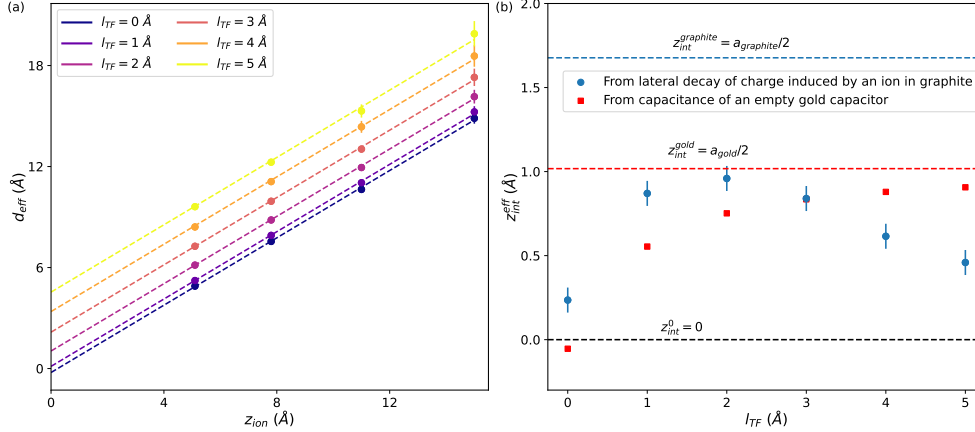 (a)
l_TF = 0 Å
l_TF = 1 Å
l_TF = 2 Å
l_TF = 3 Å
l_TF = 4 Å
l_TF = 5 Å
18
12
6
0
d_eff (Å)
0
4
8
12
z_ion (Å)
(b)
2.0
1.5
1.0
0.5
0.0
z_int^eff (Å)
z_int^graphite = a_graphite/2
From lateral decay of charge induced by an ion in graphite
From capacitance of an empty gold capacitor
z_int^gold = a_gold/2
z_int^0 = 0
0
1
2
3
4
5
l_TF (Å)